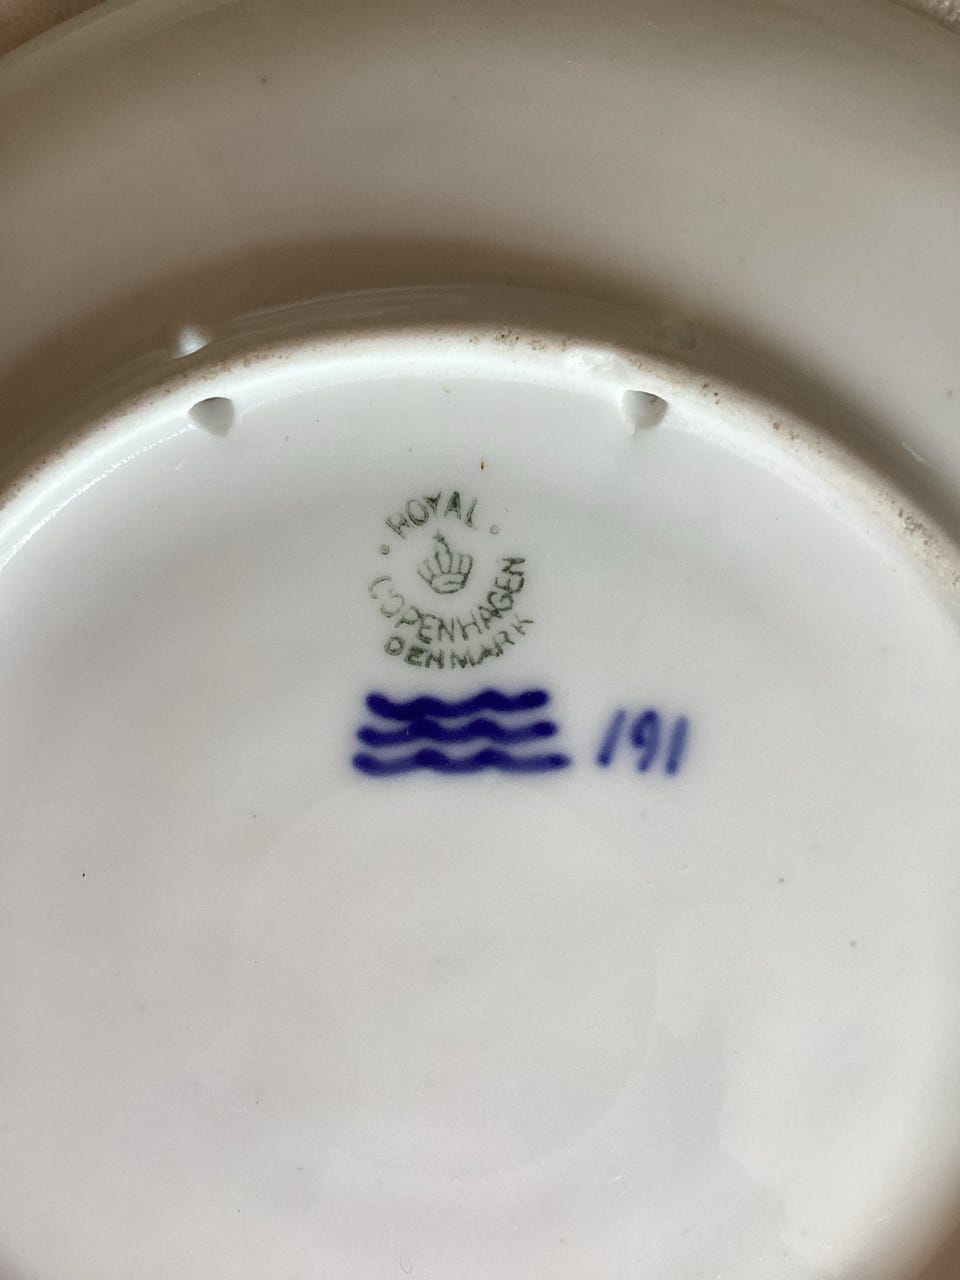 ROYAL
COPENHAGEN
DENMARK
191